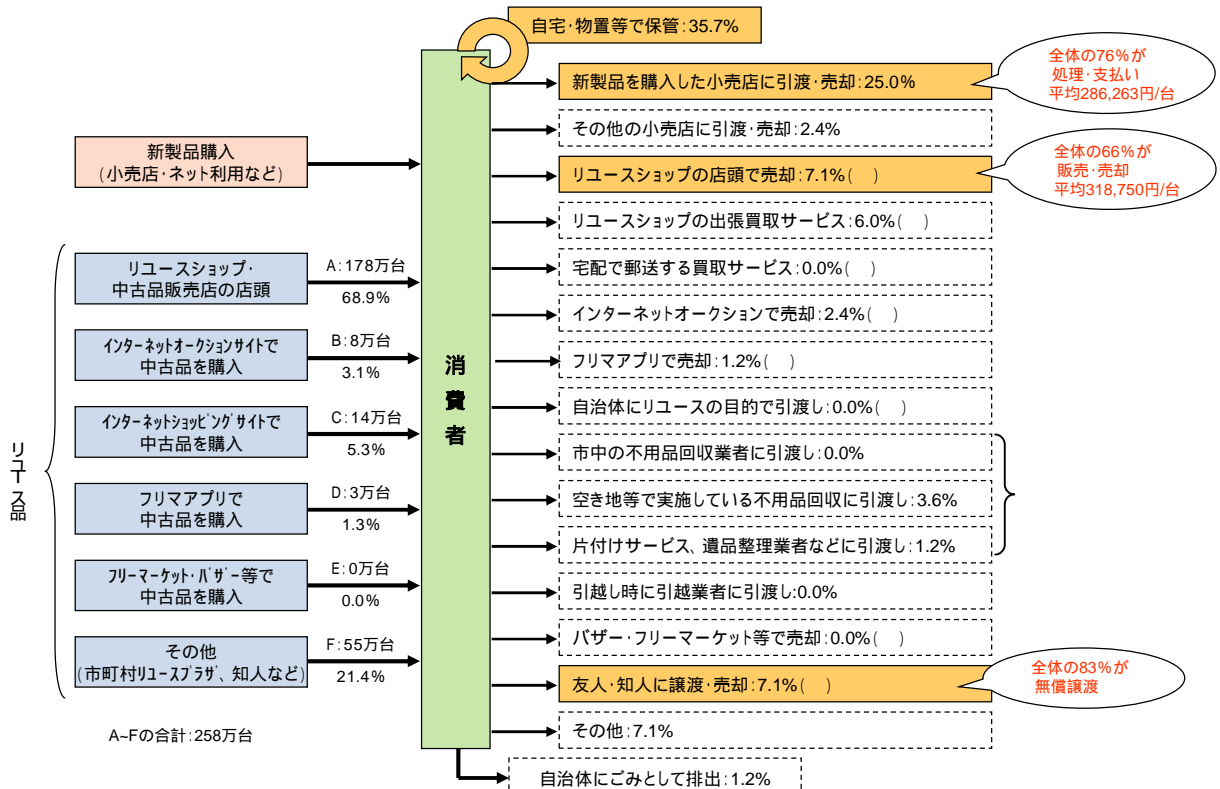 自宅・物置等で保管:35.7%
新製品を購入した小売店に引渡・売却:25.0%
全体の76%が
処理・支払い
平均286,263円/台
その他の小売店に引渡・売却:2.4%
新製品購入
(小売店・ネット利用など)
リユースショップの店頭で売却:7.1%(　)
全体の66%が
販売・売却
平均318,750円/台
リユースショップの出張買取サービス:6.0%(　)
リユース品
リユースショップ・
中古品販売店の店頭
A:178万台
68.9%
宅配で郵送する買取サービス:0.0%(　)
インターネットオークションで売却:2.4%(　)
ｲﾝﾀｰﾈｯﾄｵｰｸｼｮﾝサイトで
中古品を購入
B:8万台
3.1%
消費者
フリマアプリで売却:1.2%(　)
ｲﾝﾀｰﾈｯﾄｼｮｯﾋﾟﾝｸﾞサイトで
中古品を購入
C:14万台
5.3%
自治体にリユースの目的で引渡し:0.0%(　)
市中の不用品回収業者に引渡し:0.0%
フリマアプリで
中古品を購入
D:3万台
1.3%
空き地等で実施している不用品回収に引渡し:3.6%
片付けサービス、遺品整理業者などに引渡し:1.2%
ﾌﾘｰﾏｰｹｯﾄ・ﾊﾞｻﾞｰ等で
中古品を購入
E:0万台
0.0%
引越し時に引越業者に引渡し:0.0%
バザー・フリーマーケット等で売却:0.0%(　)
その他
(市町村ﾘﾕｰｽﾌﾟﾗｻﾞ、知人など)
F:55万台
21.4%
友人・知人に譲渡・売却:7.1%(　)
全体の83%が
無償譲渡
その他:7.1%
A~Fの合計:258万台
自治体にごみとして排出:1.2%